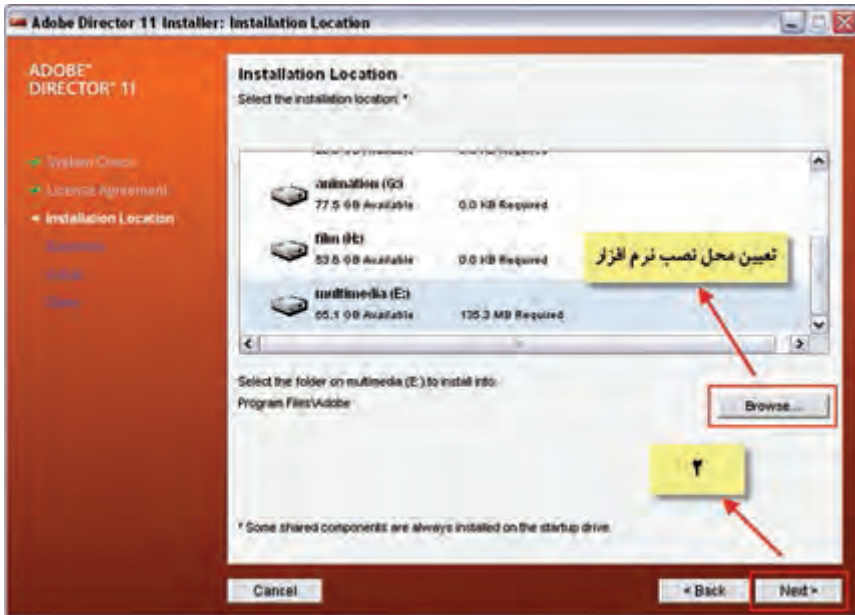 Adobe Director 11 Installer: Installation Location
ADOBE®
DIRECTOR® 11
System Check
License Agreement
Installation Location
Installation Location
Select the installation location: *
animation (G:)
77.5 GB Available 0.0 KB Required
film (H:)
53.6 GB Available 0.0 KB Required
multimedia (E:)
65.1 GB Available 135.3 MB Required
تعیین محل نصب نرم افزار
Select the folder on multimedia (E:) to install into:
Program Files\Adobe
Browse...
۲
* Some shared components are always installed on the startup drive.
Cancel
< Back
Next >